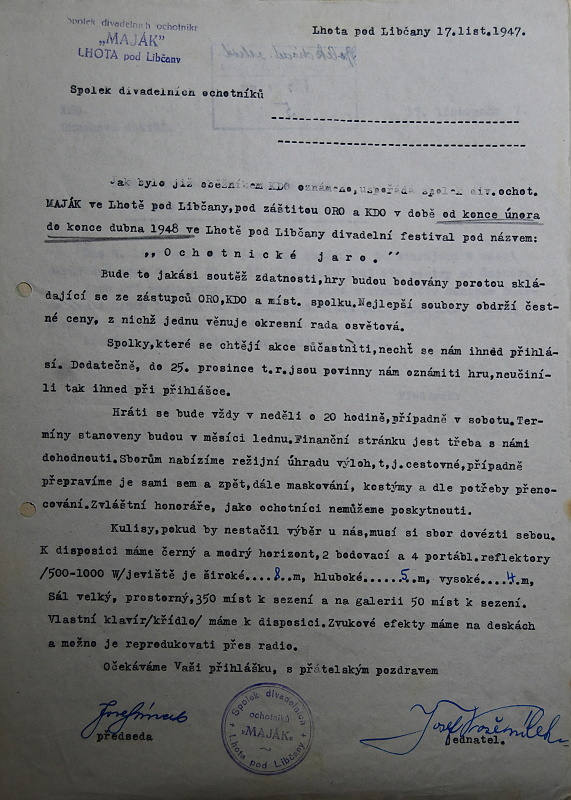 Spolek divadelních ochotníků
„MAJÁK"
LHOTA pod Libčany
Lhota pod Libčany 17.list.1947.
Spolek divadelních ochotníků
Jak bylo již oběžníkem KDO oznámeno,uspořádá spolek div.ochot.
MAJÁK ve Lhotě pod Libčany,pod záštitou ORO a KDO v době od konce února
do konce dubna 1948 ve Lhotě pod Libčany divadelní festival pod názvem:
„Ochotnické jaro."
Bude to jakási soutěž zdatnosti,hry budou bodovány porotou sklá-
dající se ze zástupců ORO,KDO a míst. spolku.Nejlepší soubory obdrží čest-
né ceny, z nichž jednu věnuje okresní rada osvětová.
Spolky,které se chtějí akce súčastniti,nechť se nám ihned přihlá-
sí. Dodatečně, do 25. prosince t.r.jsou povinny nám oznámiti hru,neučiní-
li tak ihned při přihlášce.
Hráti se bude vždy v neděli o 20 hodině,případně v sobotu.Ter-
míny stanoveny budou v měsíci lednu.Finanční stránku jest třeba s námi
dohodnouti.Sborům nabízíme režijní úhradu výloh,t,j.cestovné,případně
přepravíme je sami sem a zpět,dále maskování, kostýmy a dle potřeby přeno-
cování.Zvláštní honoráře, jako ochotníci nemůžeme poskytnouti.
Kulisy,pokud by nestačil výběr u nás,musí si sbor dovézti sebou.
K disposici máme černý a modrý horizont,2 bodovací a 4 portábl.reflektory
/500-1000 W/jeviště je široké....8..m, hluboké......5.m, vysoké....4.m,
Sál velký, prostorný,350 míst k sezení a na galerii 50 míst k sezení.
Vlastní klavír/křídlo/ máme k disposici.Zvukové efekty máme na deskách
a možno je reprodukovati přes radio.
Očekáváme Vaši přihlášku, s přátelským pozdravem
předseda
Spolek divadelních
ochotníků
„MAJÁK"
Lhota pod Libčany
Josef
jednatel.